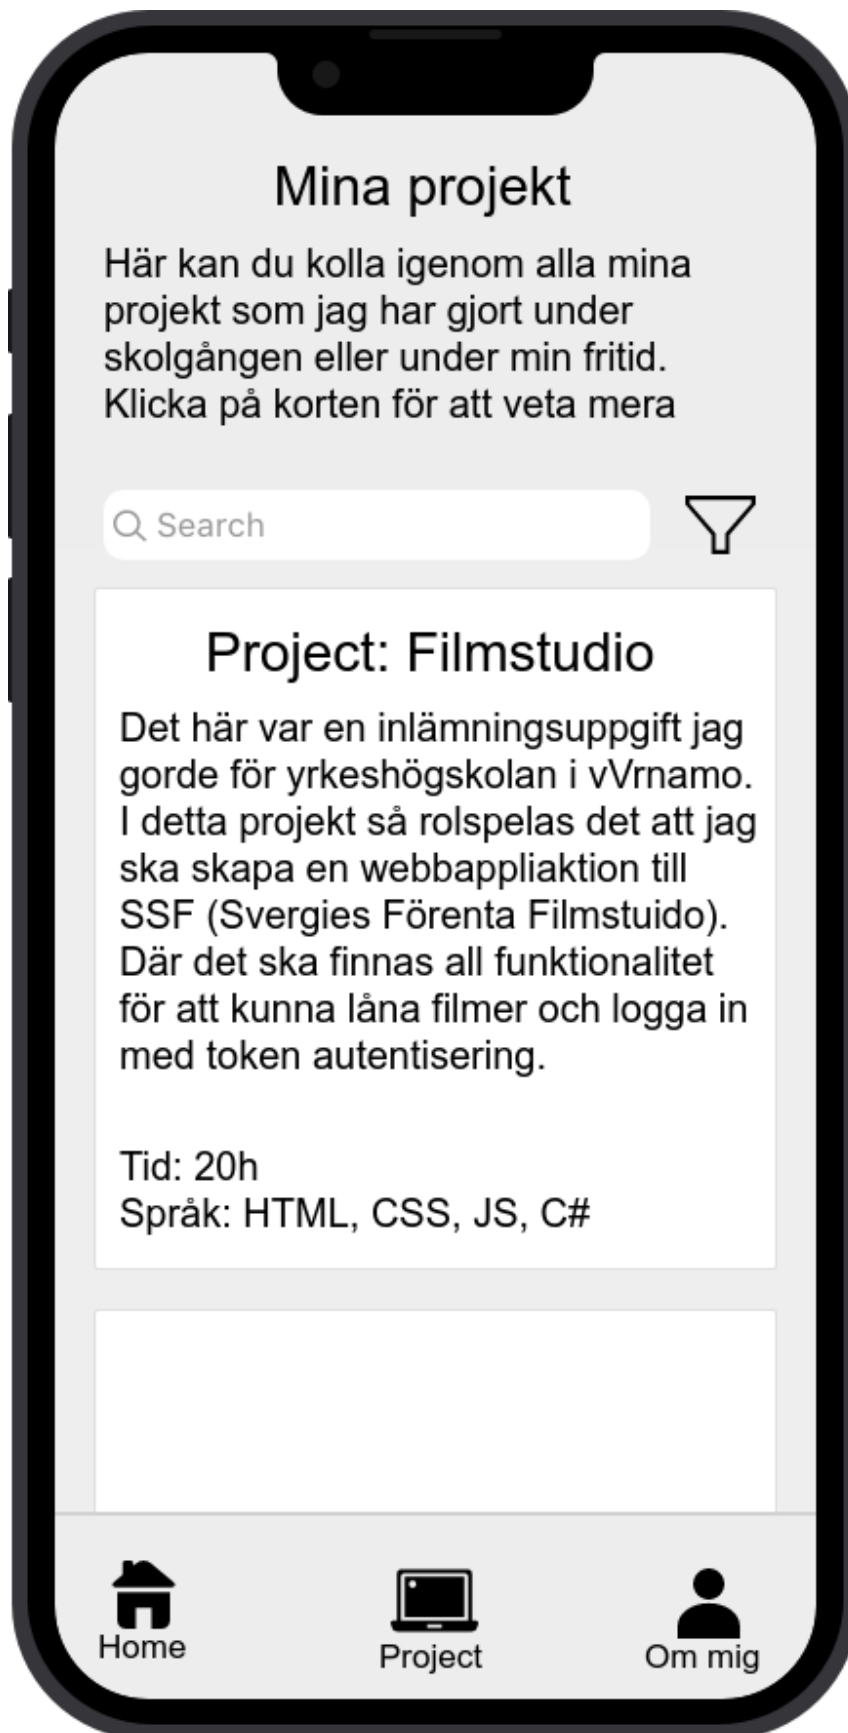 Mina projekt
Här kan du kolla igenom alla mina
projekt som jag har gjort under
skolgången eller under min fritid.
Klicka på korten för att veta mera
Search
Project: Filmstudio
Det här var en inlämningsuppgift jag
gorde för yrkeshögskolan i vVrnamo.
I detta projekt så rolspelas det att jag
ska skapa en webbappliaktion till
SSF (Svergies Förenta Filmstuido).
Där det ska finnas all funktionalitet
för att kunna låna filmer och logga in
med token autentisering.
Tid: 20h
Språk: HTML, CSS, JS, C#
Home
Project
Om mig